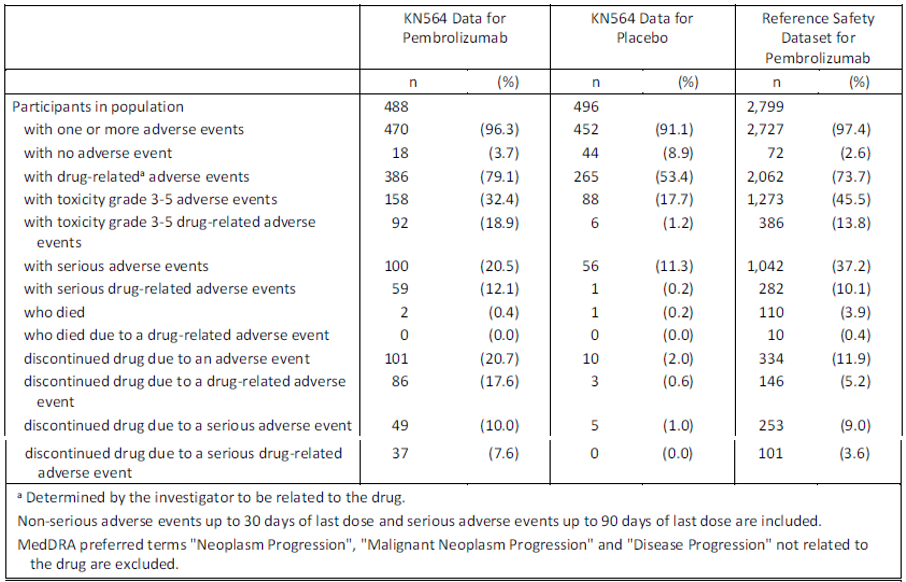 KN564 Data for Pembrolizumab KN564 Data for Placebo Reference Safety Dataset for Pembrolizumab
n (%) n (%) n (%)
Participants in population 488 496 2,799
with one or more adverse events 470 (96.3) 452 (91.1) 2,727 (97.4)
with no adverse event 18 (3.7) 44 (8.9) 72 (2.6)
with drug-relatedᵃ adverse events 386 (79.1) 265 (53.4) 2,062 (73.7)
with toxicity grade 3-5 adverse events 158 (32.4) 88 (17.7) 1,273 (45.5)
with toxicity grade 3-5 drug-related adverse 92 (18.9) 6 (1.2) 386 (13.8)
events
with serious adverse events 100 (20.5) 56 (11.3) 1,042 (37.2)
with serious drug-related adverse events 59 (12.1) 1 (0.2) 282 (10.1)
who died 2 (0.4) 1 (0.2) 110 (3.9)
who died due to a drug-related adverse event 0 (0.0) 0 (0.0) 10 (0.4)
discontinued drug due to an adverse event 101 (20.7) 10 (2.0) 334 (11.9)
discontinued drug due to a drug-related adverse 86 (17.6) 3 (0.6) 146 (5.2)
event
discontinued drug due to a serious adverse event 49 (10.0) 5 (1.0) 253 (9.0)
discontinued drug due to a serious drug-related 37 (7.6) 0 (0.0) 101 (3.6)
adverse event
ᵃ Determined by the investigator to be related to the drug.
Non-serious adverse events up to 30 days of last dose and serious adverse events up to 90 days of last dose are included.
MedDRA preferred terms "Neoplasm Progression", "Malignant Neoplasm Progression" and "Disease Progression" not related to
the drug are excluded.